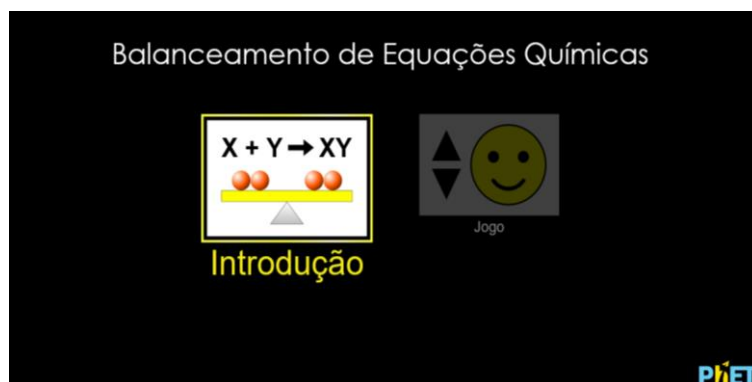 Balanceamento de Equações Químicas
X + Y → XY
Introdução
Jogo
PhET